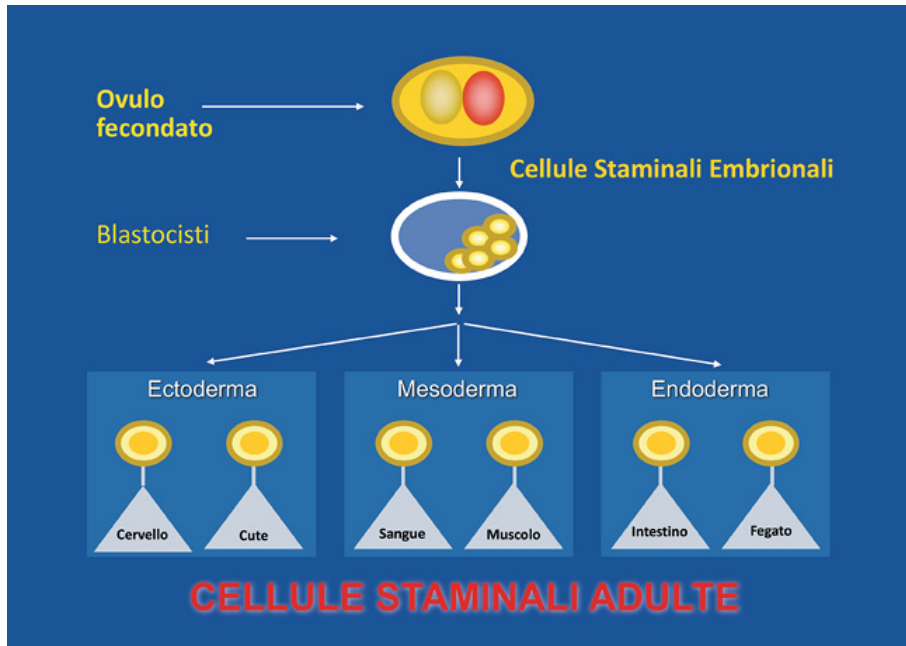 Ovulo
fecondato
Cellule Staminali Embrionali
Blastocisti
Ectoderma
Mesoderma
Endoderma
Cervello
Cute
Sangue
Muscolo
Intestino
Fegato
CELLULE STAMINALI ADULTE